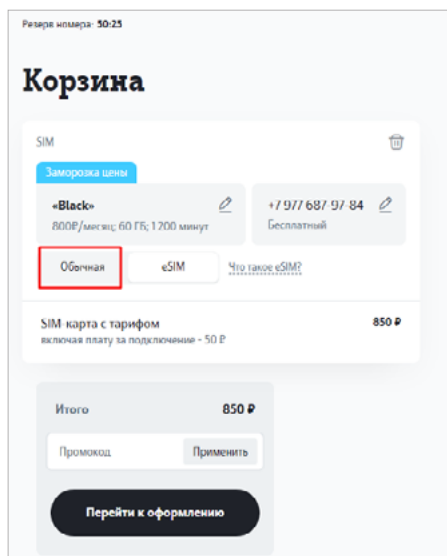 Резерв номера: 50:25
Корзина
SIM
Заморозка цены
«Black»
800₽/месяц; 60 ГБ; 1200 минут
+7 977 687-97-84
Бесплатный
Обычная
eSIM
Что такое eSIM?
SIM-карта с тарифом
850 ₽
включая плату за подключение - 50 ₽
Итого
850 ₽
Промокод
Применить
Перейти к оформлению